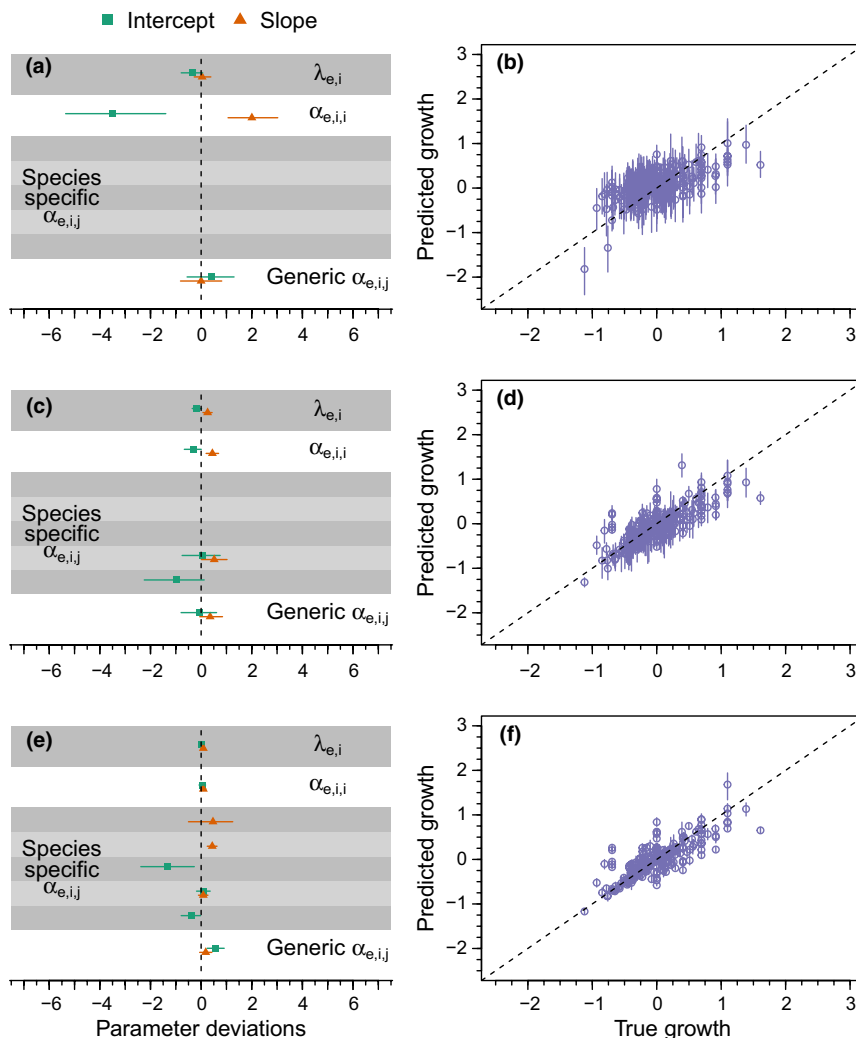 Intercept Slope
(a)
λe,i
αe,i,i
Species
specific
αe,i,j
Generic αe,i,j
−6 −4 −2 0 2 4 6
(b)
Predicted growth
3
2
1
0
−1
−2
−2 −1 0 1 2 3
(c)
λe,i
αe,i,i
Species
specific
αe,i,j
Generic αe,i,j
−6 −4 −2 0 2 4 6
(d)
Predicted growth
3
2
1
0
−1
−2
−2 −1 0 1 2 3
(e)
λe,i
αe,i,i
Species
specific
αe,i,j
Generic αe,i,j
−6 −4 −2 0 2 4 6
Parameter deviations
(f)
Predicted growth
3
2
1
0
−1
−2
−2 −1 0 1 2 3
True growth